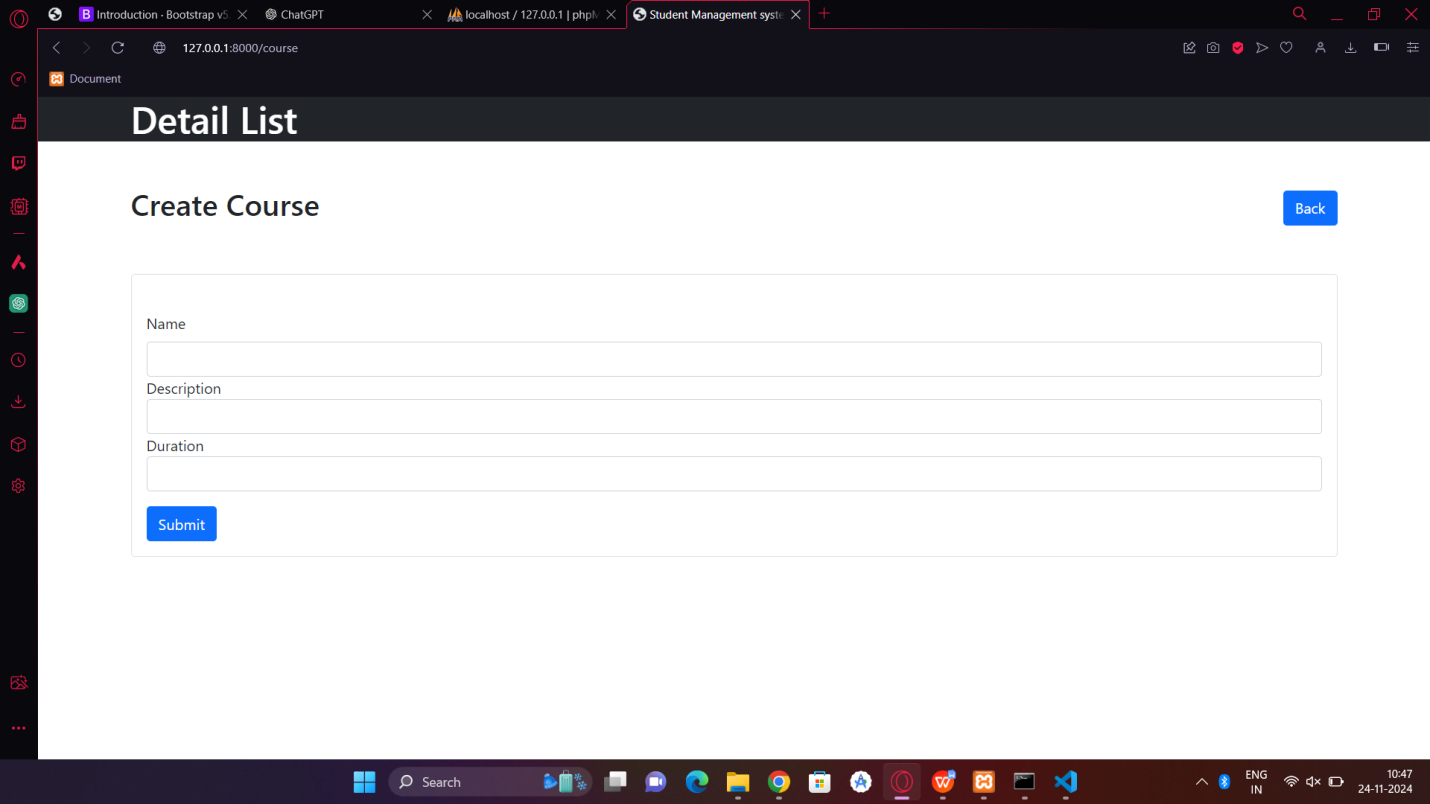 Introduction · Bootstrap v5.
ChatGPT
localhost / 127.0.0.1 | phpM
Student Management syste
127.0.0.1:8000/course
Document
Detail List
Create Course
Back
Name
Description
Duration
Submit
Search
ENG
IN
10:47
24-11-2024